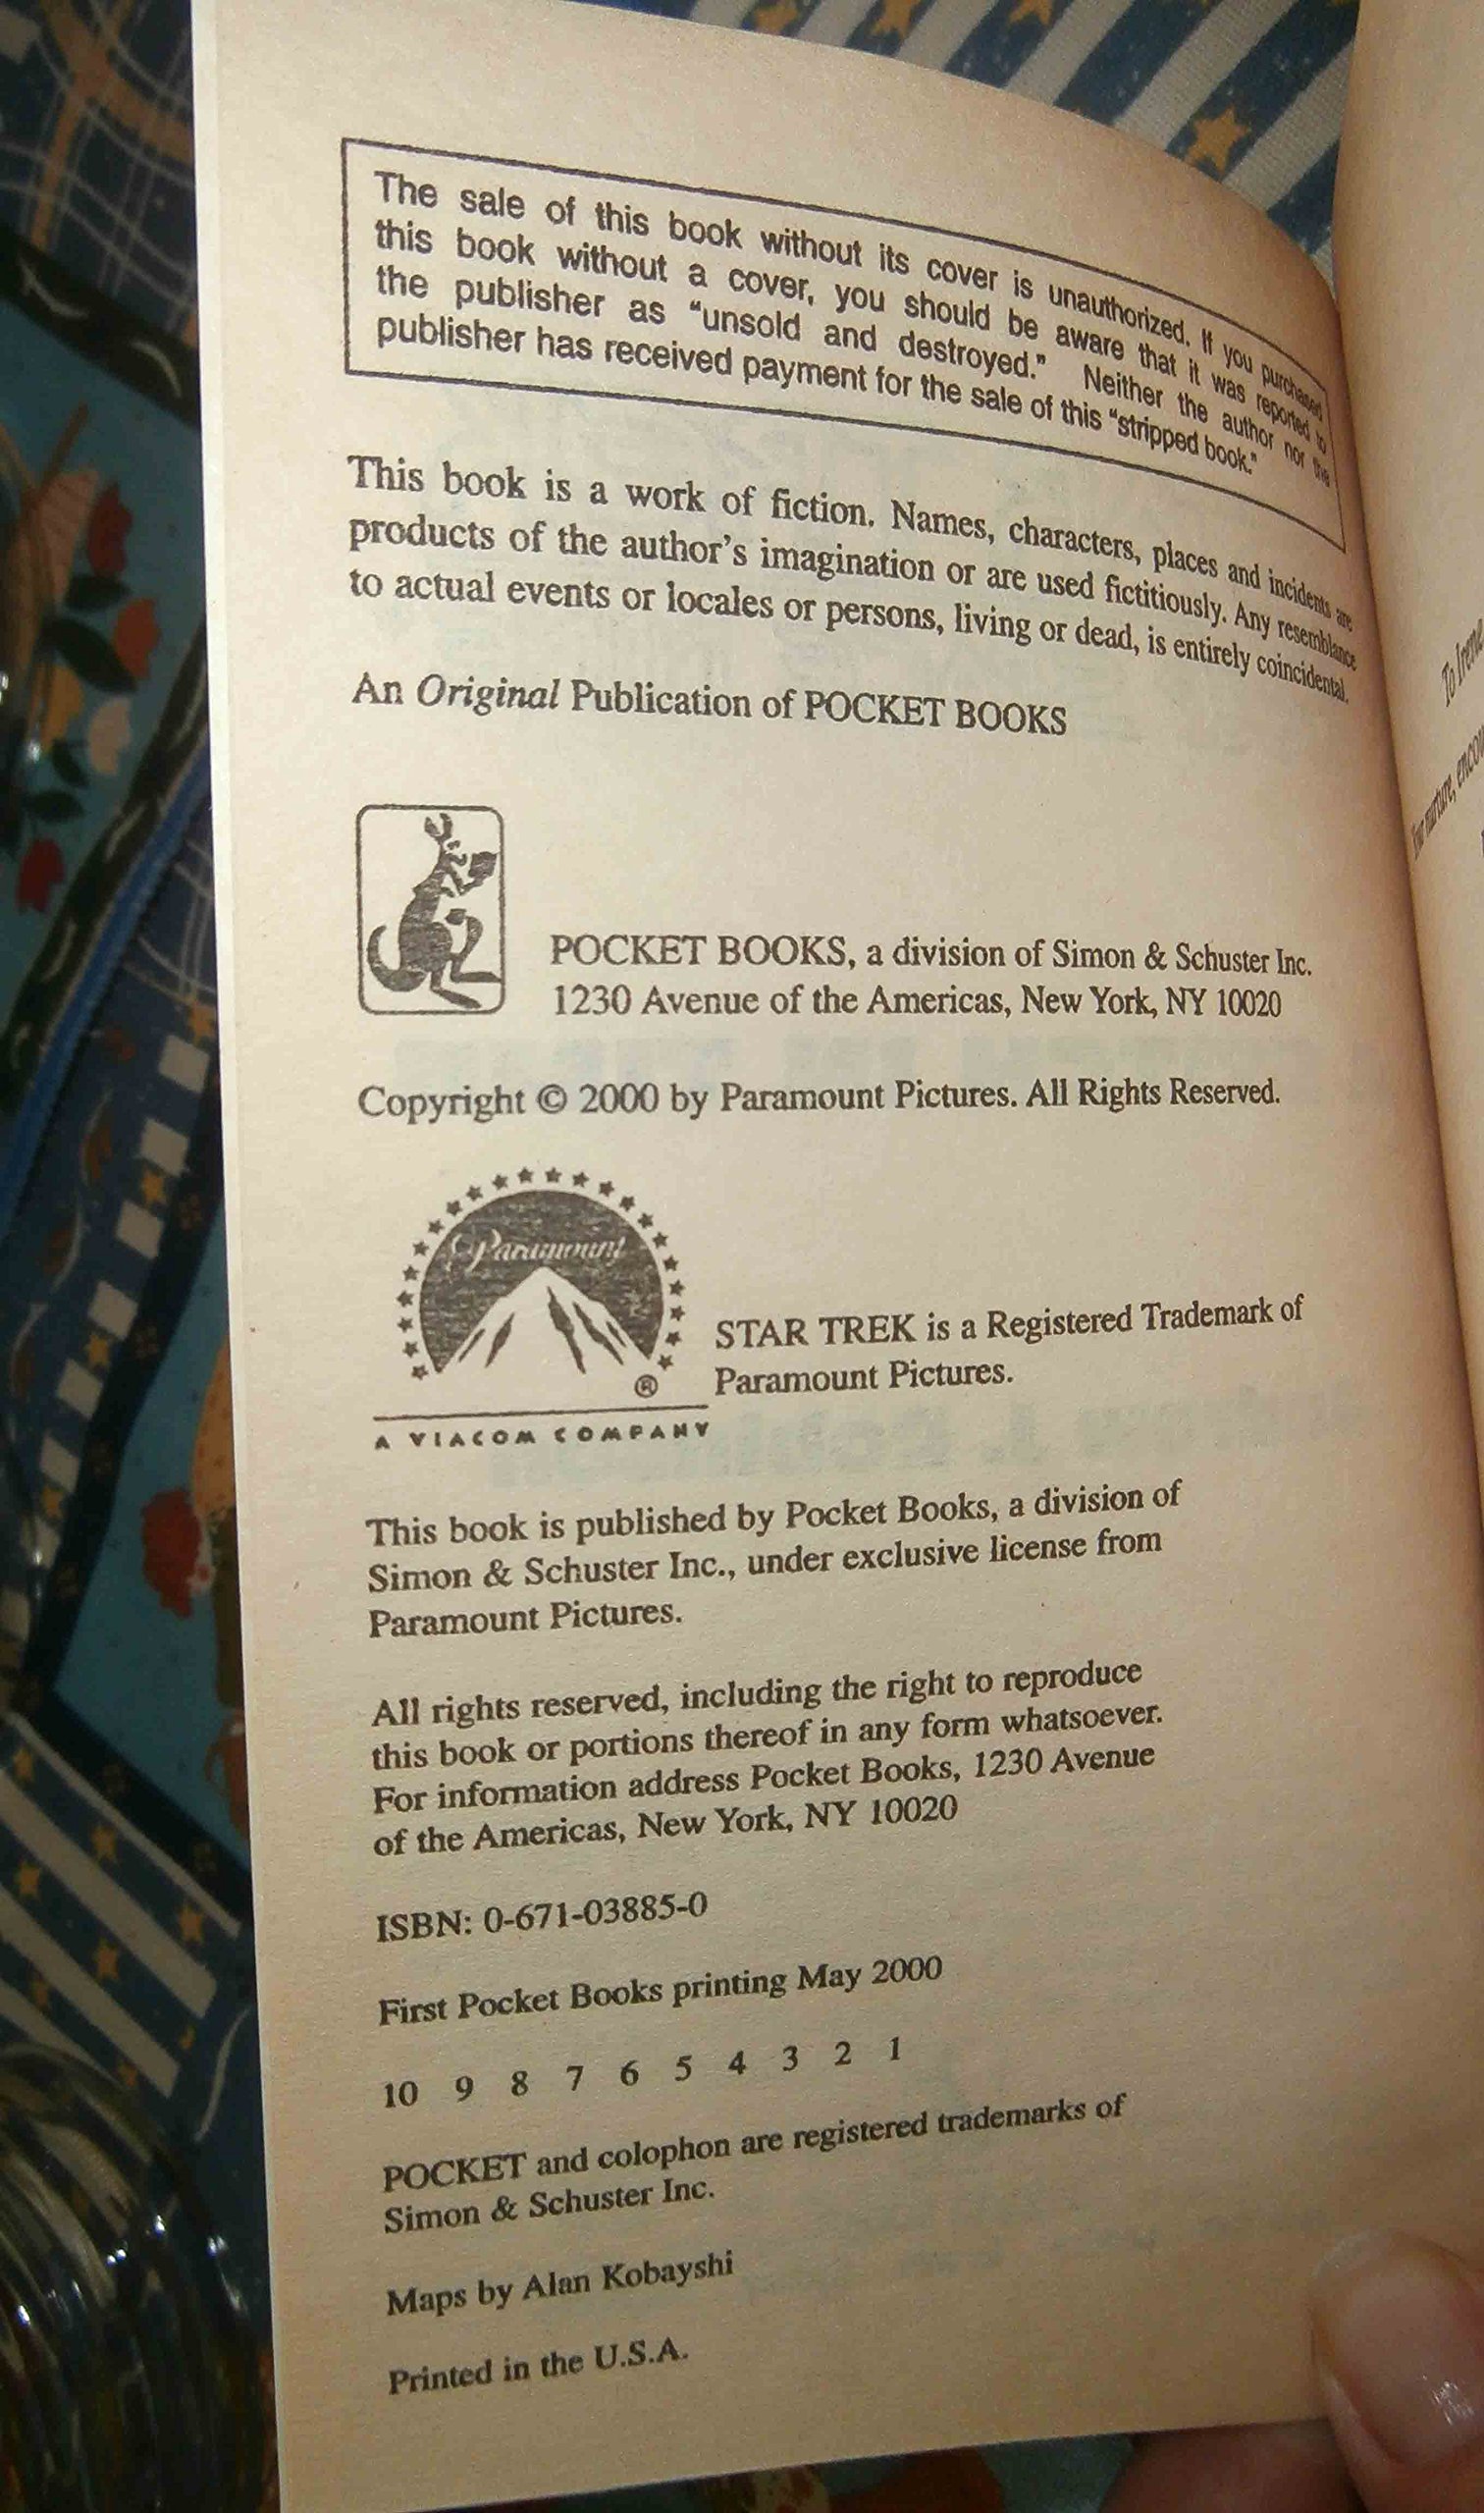 The sale of this book without its cover is unauthorized. If you purchased
this book without a cover, you should be aware that it was reported to
the publisher as “unsold and destroyed.” Neither the author nor the
publisher has received payment for the sale of this “stripped book.”
This book is a work of fiction. Names, characters, places and incidents are
products of the author’s imagination or are used fictitiously. Any resemblance
to actual events or locales or persons, living or dead, is entirely coincidental.
An Original Publication of POCKET BOOKS
POCKET BOOKS, a division of Simon & Schuster Inc.
1230 Avenue of the Americas, New York, NY 10020
Copyright © 2000 by Paramount Pictures. All Rights Reserved.
Paramount
®
A VIACOM COMPANY
STAR TREK is a Registered Trademark of
Paramount Pictures.
This book is published by Pocket Books, a division of
Simon & Schuster Inc., under exclusive license from
Paramount Pictures.
All rights reserved, including the right to reproduce
this book or portions thereof in any form whatsoever.
For information address Pocket Books, 1230 Avenue
of the Americas, New York, NY 10020
ISBN: 0-671-03885-0
First Pocket Books printing May 2000
10 9 8 7 6 5 4 3 2 1
POCKET and colophon are registered trademarks of
Simon & Schuster Inc.
Maps by Alan Kobayshi
Printed in the U.S.A.
To Irene
nurture,